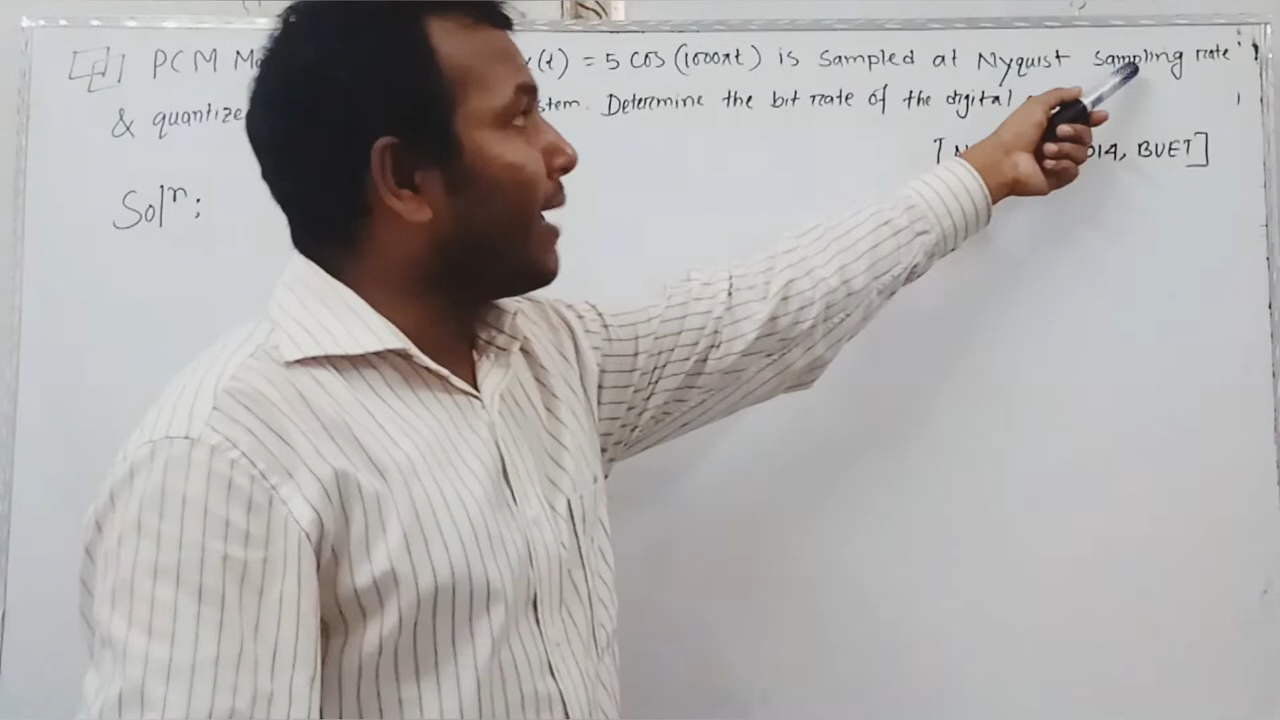 PCM (t) = 5 cos (1000πt) is sampled at Nyquist sampling rate
& quantize stem. Determine the bit rate of the digital
[N 014, BUET]
Solⁿ: